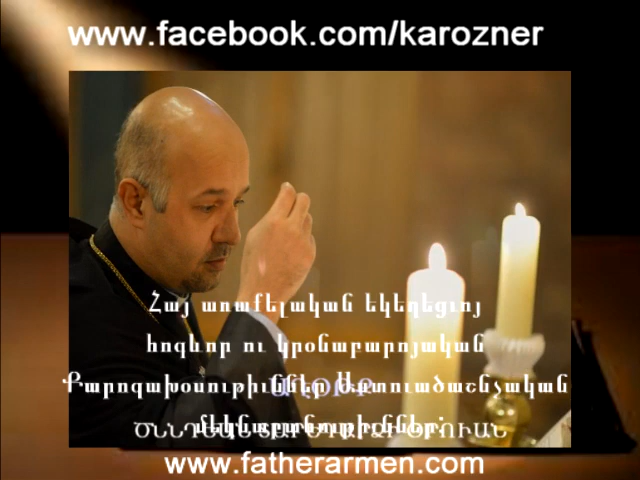 www.facebook.com/karozner
Հայ առաքելական եկեղեցւոյ
հոգևոր ու կրօնաբարոյական
Քարոզախօսութիւններ Աստուածաշնչական
մեկնաբանութիւններ:
www.fatherarmen.com